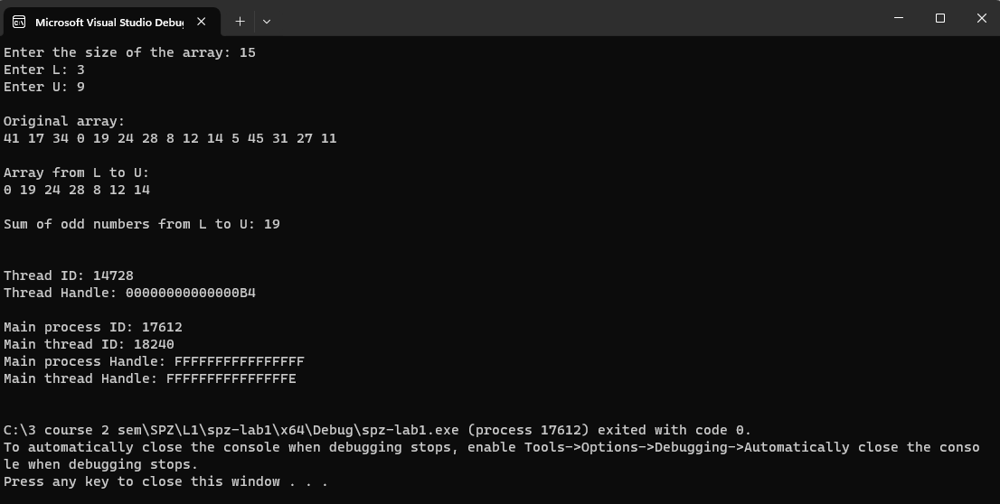 Microsoft Visual Studio Debug
Enter the size of the array: 15
Enter L: 3
Enter U: 9
Original array:
41 17 34 0 19 24 28 8 12 14 5 45 31 27 11
Array from L to U:
0 19 24 28 8 12 14
Sum of odd numbers from L to U: 19
Thread ID: 14728
Thread Handle: 00000000000000B4
Main process ID: 17612
Main thread ID: 18240
Main process Handle: FFFFFFFFFFFFFFFF
Main thread Handle: FFFFFFFFFFFFFFFE
C:\3 course 2 sem\SPZ\L1\spz-lab1\x64\Debug\spz-lab1.exe (process 17612) exited with code 0.
To automatically close the console when debugging stops, enable Tools->Options->Debugging->Automatically close the conso
le when debugging stops.
Press any key to close this window . . .